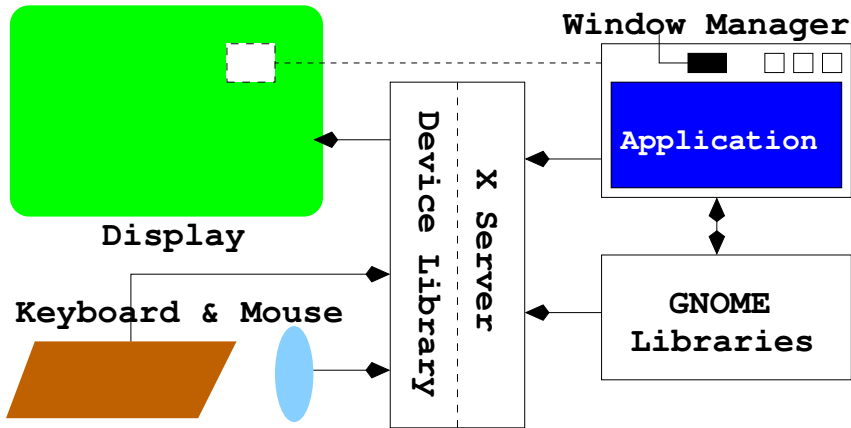 Window Manager
Application
Display
Device Library
X Server
Keyboard & Mouse
GNOME
Libraries